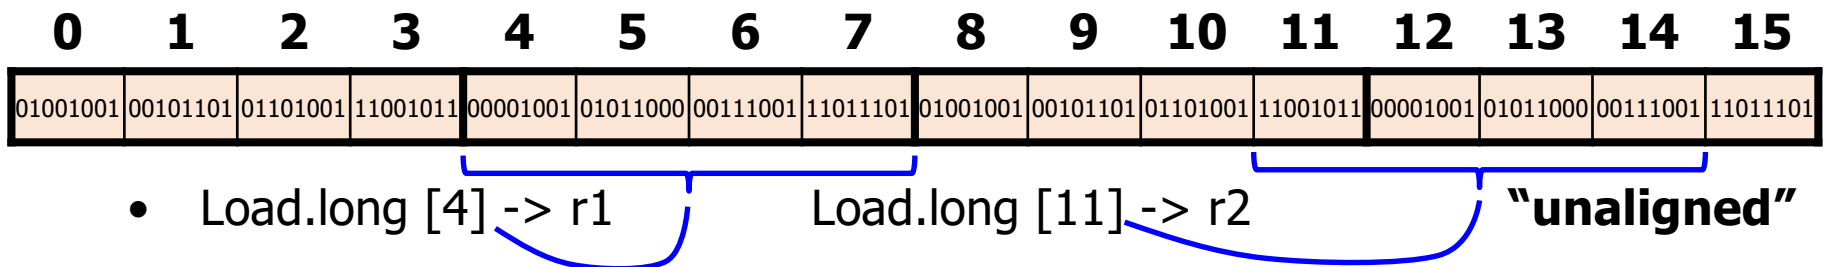 0 1 2 3 4 5 6 7 8 9 10 11 12 13 14 15
01001001 00101101 01101001 11001011 00001001 01011000 00111001 11011101 01001001 00101101 01101001 11001011 00001001 01011000 00111001 11011101
• Load.long [4] -> r1 Load.long [11] -> r2 “unaligned”